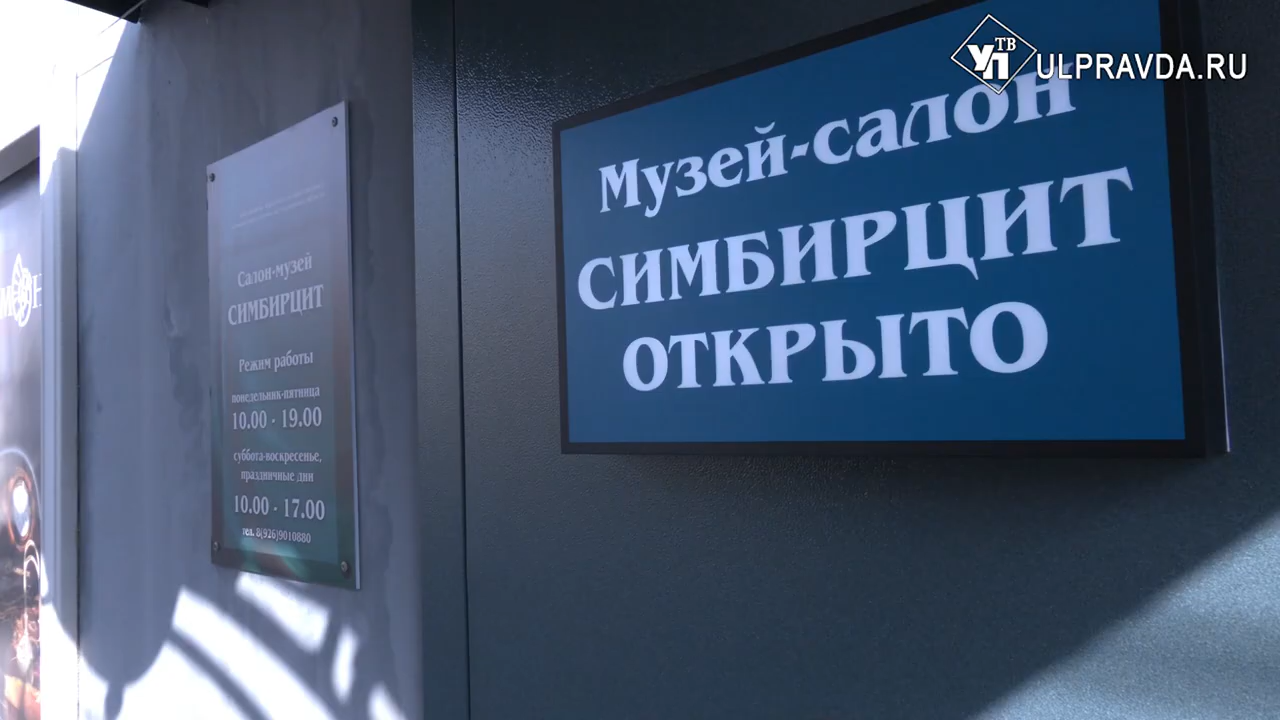 УП ТВ
ULPRAVDA.RU
Музей-салон
СИМБИРЦИТ
ОТКРЫТО
Салон-музей
СИМБИРЦИТ
Режим работы
понедельник-пятница
10.00 - 19.00
суббота-воскресенье,
праздничные дни
10.00 - 17.00
тел. 8(926)9010880